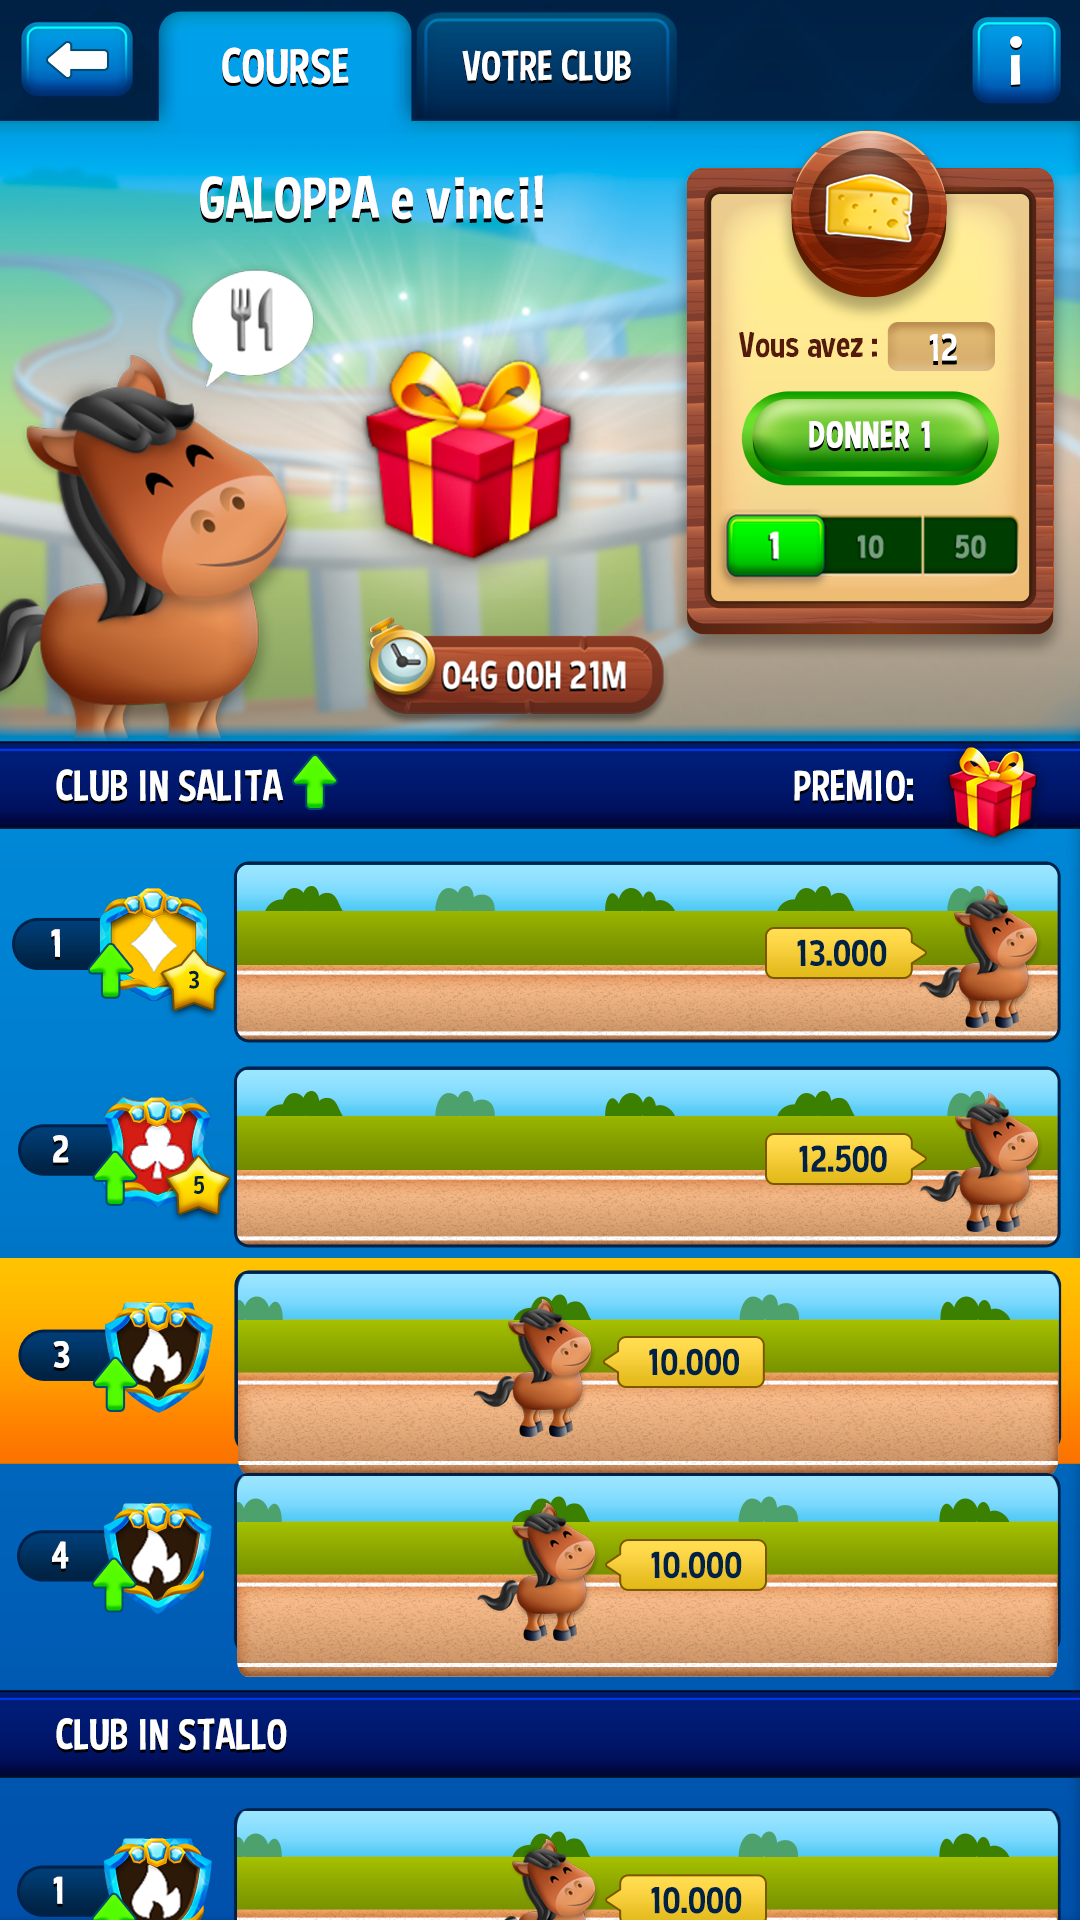 COURSE
VOTRE CLUB
i
GALOPPA e vinci!
Vous avez : 12
DONNER 1
1 10 50
04G 00H 21M
CLUB IN SALITA
PREMIO:
1
3
13.000
2
5
12.500
3
10.000
4
10.000
CLUB IN STALLO
1
10.000